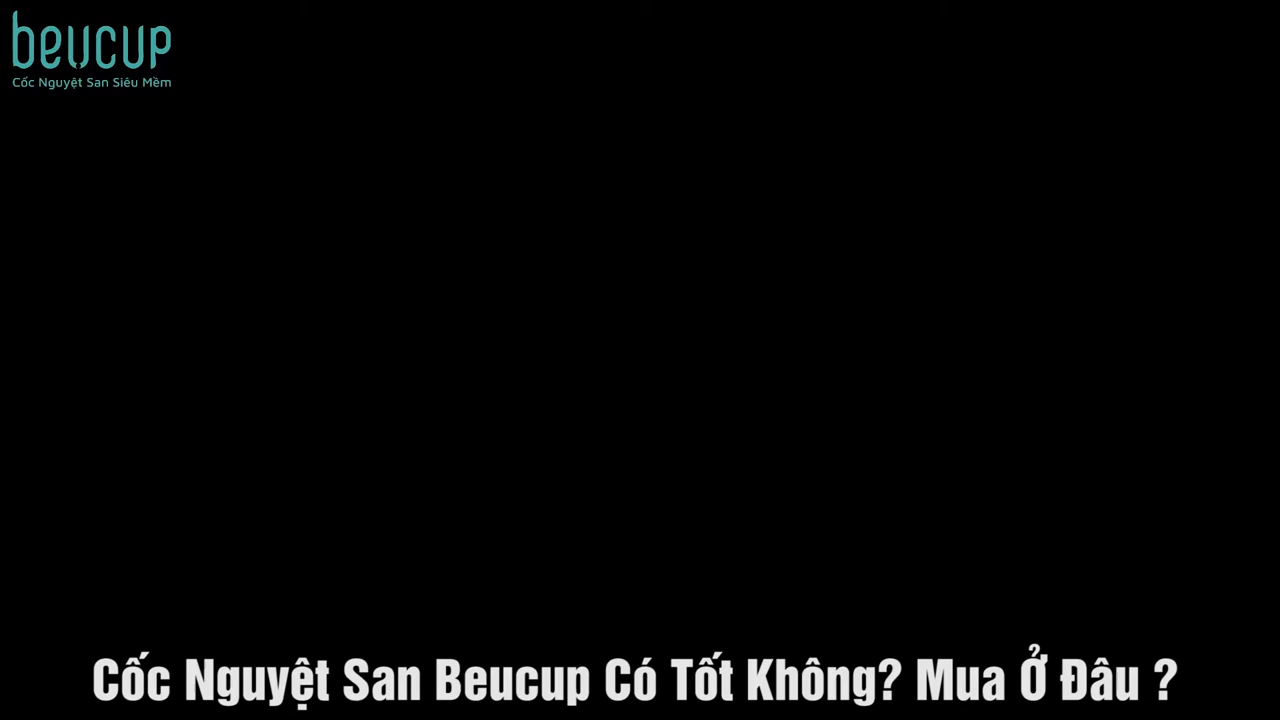 beucup
Cốc Nguyệt San Siêu Mềm
Cốc Nguyệt San Beucup Có Tốt Không? Mua Ở Đâu ?